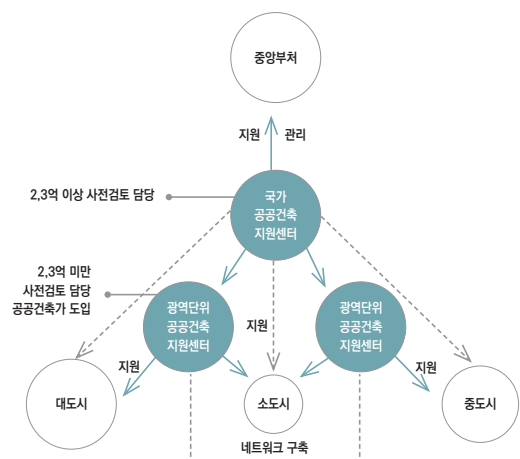 중앙부처
지원 관리
2,3억 이상 사전검토 담당
국가
공공건축
지원센터
2,3억 미만
사전검토 담당
공공건축가 도입
광역단위
공공건축
지원센터
지원
광역단위
공공건축
지원센터
지원
지원
대도시
소도시
중도시
네트워크 구축